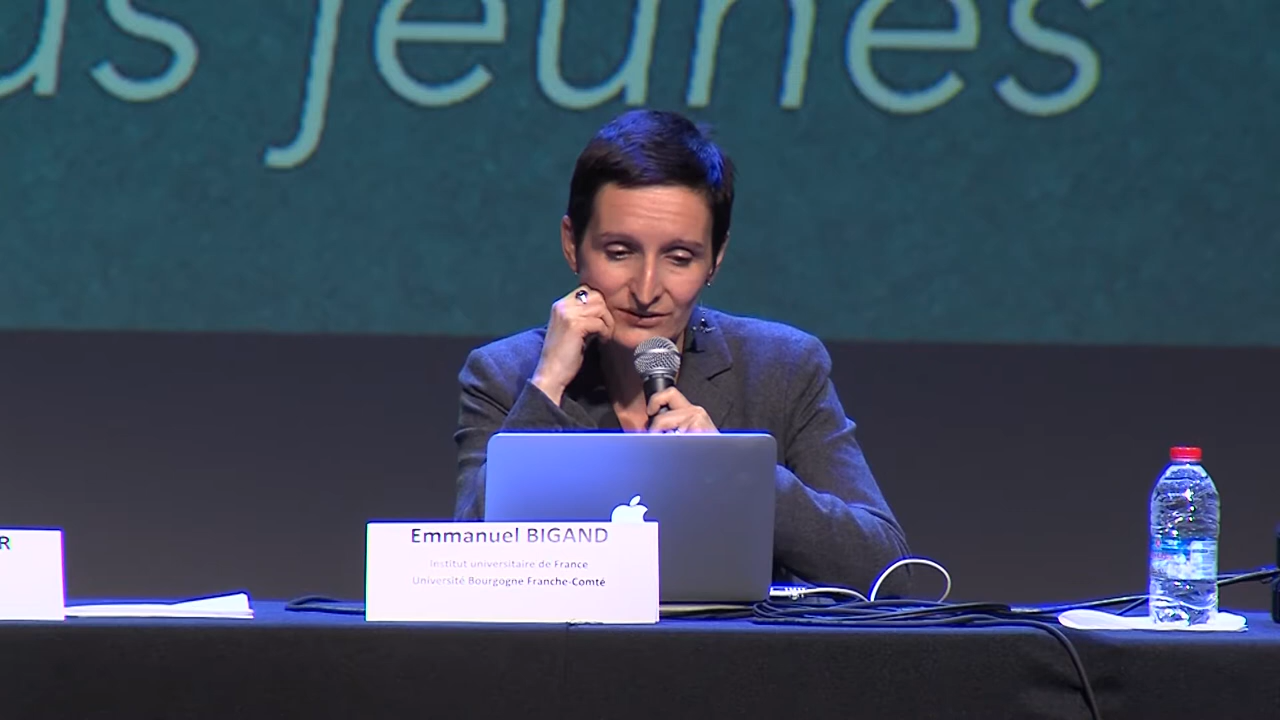 us jeunes
R
Emmanuel BIGAND
Institut universitaire de France
Université Bourgogne Franche-Comté